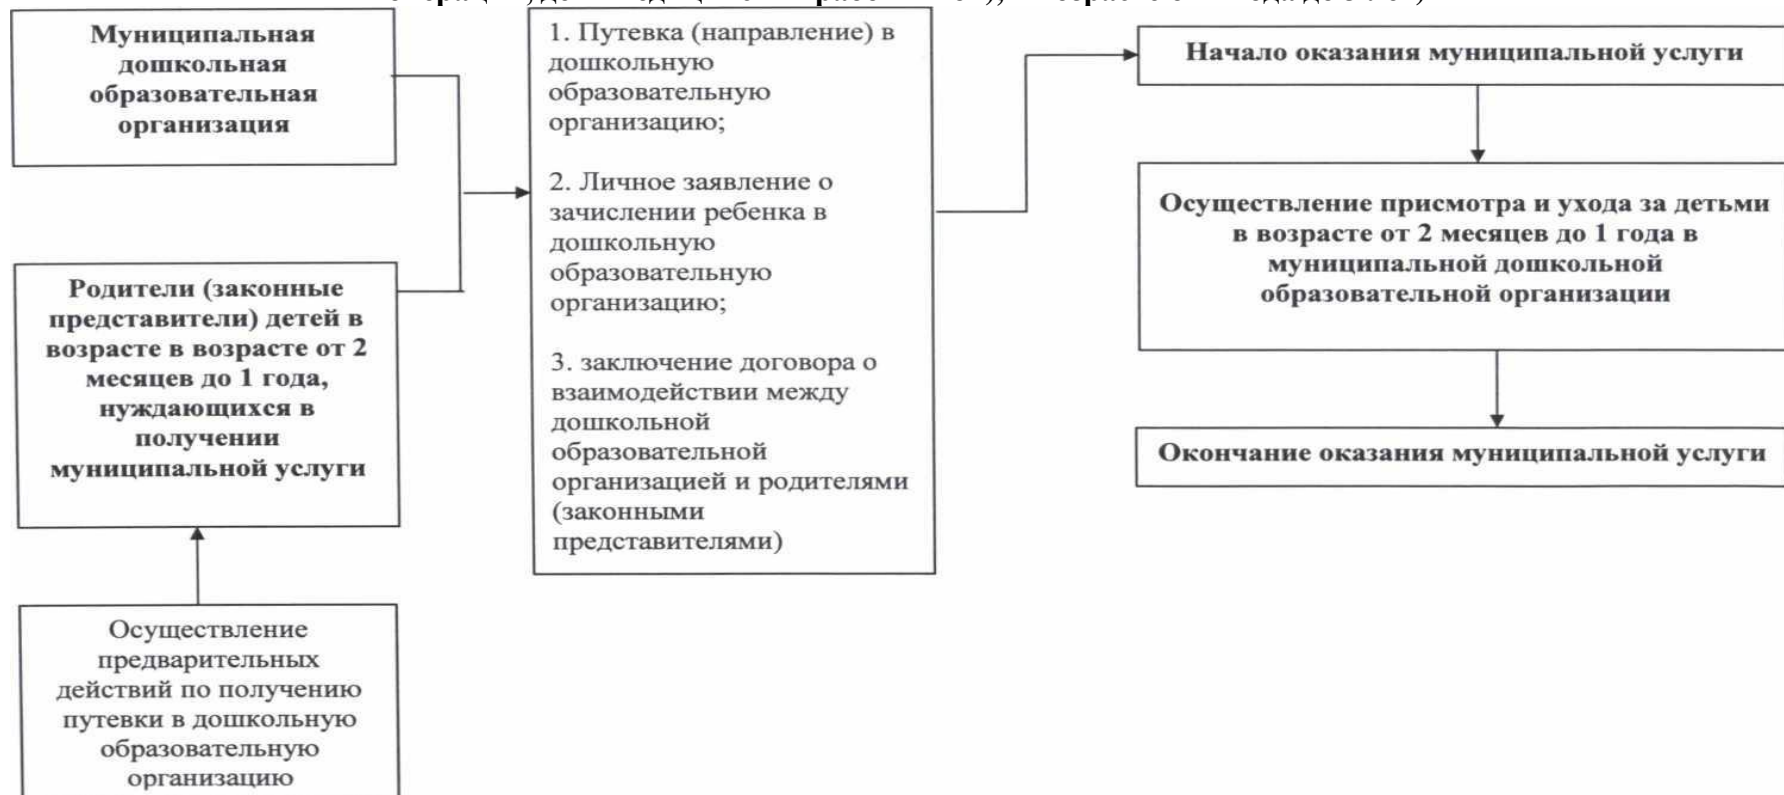 Муниципальная
дошкольная
образовательная
организация
Родители (законные
представители) детей в
возрасте в возрасте от 2
месяцев до 1 года,
нуждающихся в
получении
муниципальной услуги
Осуществление
предварительных
действий по получению
путевки в дошкольную
образовательную
организацию
1. Путевка (направление) в
дошкольную
образовательную
организацию;
2. Личное заявление о
зачислении ребенка в
дошкольную
образовательную
организацию;
3. заключение договора о
взаимодействии между
дошкольной
образовательной
организацией и родителями
(законными
представителями)
Начало оказания муниципальной услуги
Осуществление присмотра и ухода за детьми
в возрасте от 2 месяцев до 1 года в
муниципальной дошкольной
образовательной организации
Окончание оказания муниципальной услуги